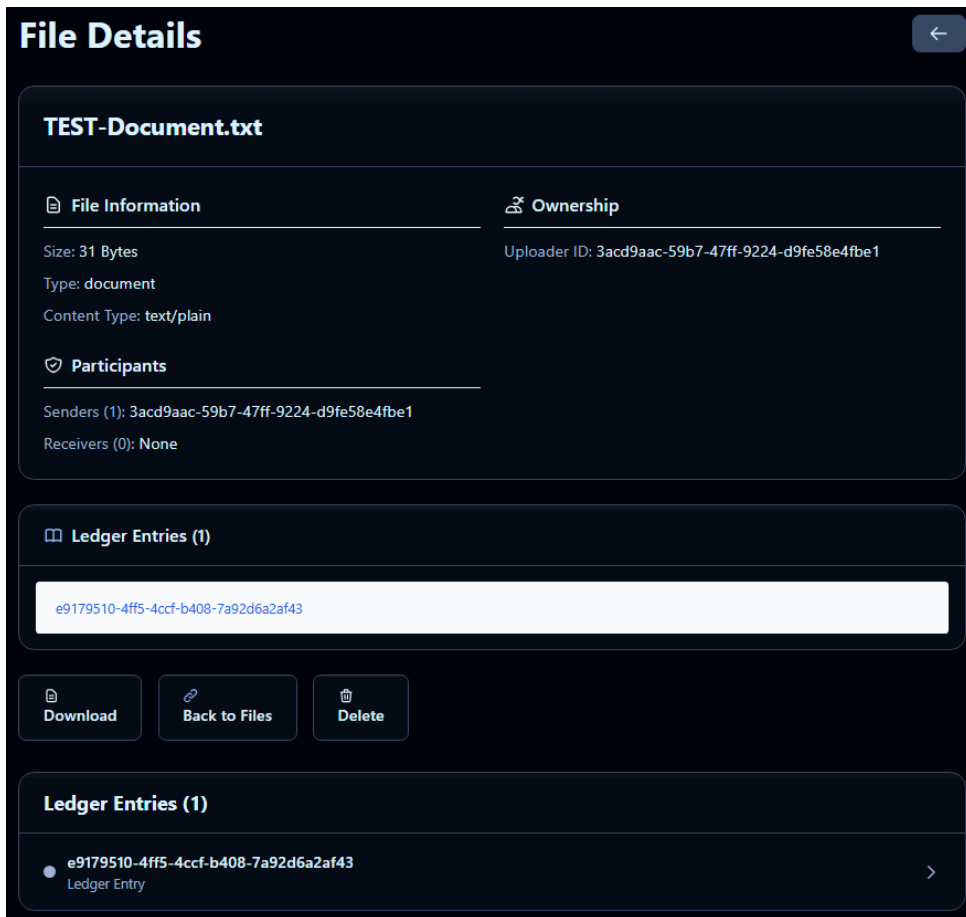 File Details
TEST-Document.txt
File Information
Size: 31 Bytes
Type: document
Content Type: text/plain
Ownership
Uploader ID: 3acd9aac-59b7-47ff-9224-d9fe58e4fbe1
Participants
Senders (1): 3acd9aac-59b7-47ff-9224-d9fe58e4fbe1
Receivers (0): None
Ledger Entries (1)
e9179510-4ff5-4ccf-b408-7a92d6a2af43
Download
Back to Files
Delete
Ledger Entries (1)
e9179510-4ff5-4ccf-b408-7a92d6a2af43
Ledger Entry